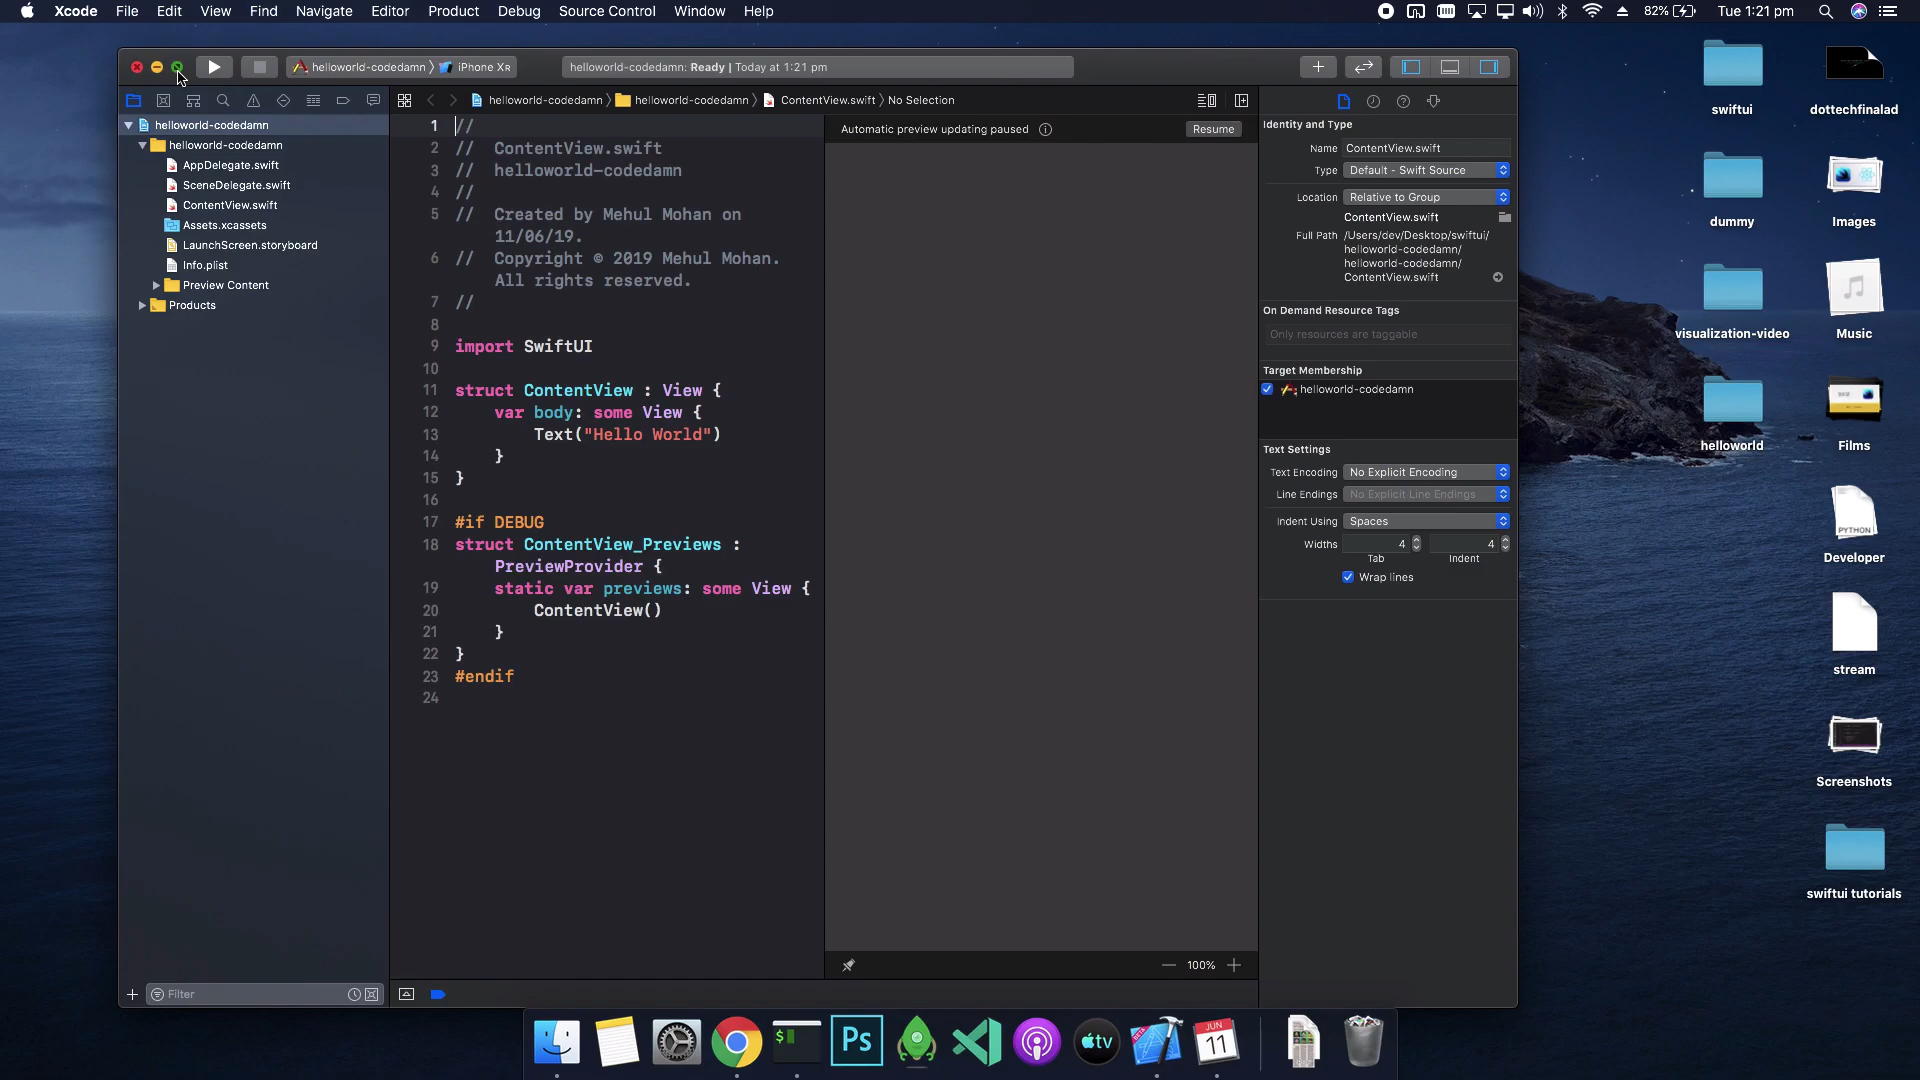 Xcode File Edit View Find Navigate Editor Product Debug Source Control Window Help
82% Tue 1:21 pm
helloworld-codedamn iPhone Xʀ
helloworld-codedamn: Ready | Today at 1:21 pm
helloworld-codedamn helloworld-codedamn ContentView.swift No Selection
helloworld-codedamn
helloworld-codedamn
AppDelegate.swift
SceneDelegate.swift
ContentView.swift
Assets.xcassets
LaunchScreen.storyboard
Info.plist
Preview Content
Products
Filter
1 //
2 // ContentView.swift
3 // helloworld-codedamn
4 //
5 // Created by Mehul Mohan on
11/06/19.
6 // Copyright © 2019 Mehul Mohan.
All rights reserved.
7 //
8
9 import SwiftUI
10
11 struct ContentView : View {
12 var body: some View {
13 Text("Hello World")
14 }
15 }
16
17 #if DEBUG
18 struct ContentView_Previews :
PreviewProvider {
19 static var previews: some View {
20 ContentView()
21 }
22 }
23 #endif
24
Automatic preview updating paused Resume
100%
Identity and Type
Name ContentView.swift
Type Default - Swift Source
Location Relative to Group
ContentView.swift
Full Path /Users/dev/Desktop/swiftui/
helloworld-codedamn/
helloworld-codedamn/
ContentView.swift
On Demand Resource Tags
Only resources are taggable
Target Membership
helloworld-codedamn
Text Settings
Text Encoding No Explicit Encoding
Line Endings No Explicit Line Endings
Indent Using Spaces
Widths 4 4
Tab Indent
Wrap lines
swiftui
dottechfinalad
dummy
Images
visualization-video
Music
helloworld
Films
PYTHON
Developer
stream
Screenshots
swiftui tutorials
$
Ps
tv
BETA
JUN
11